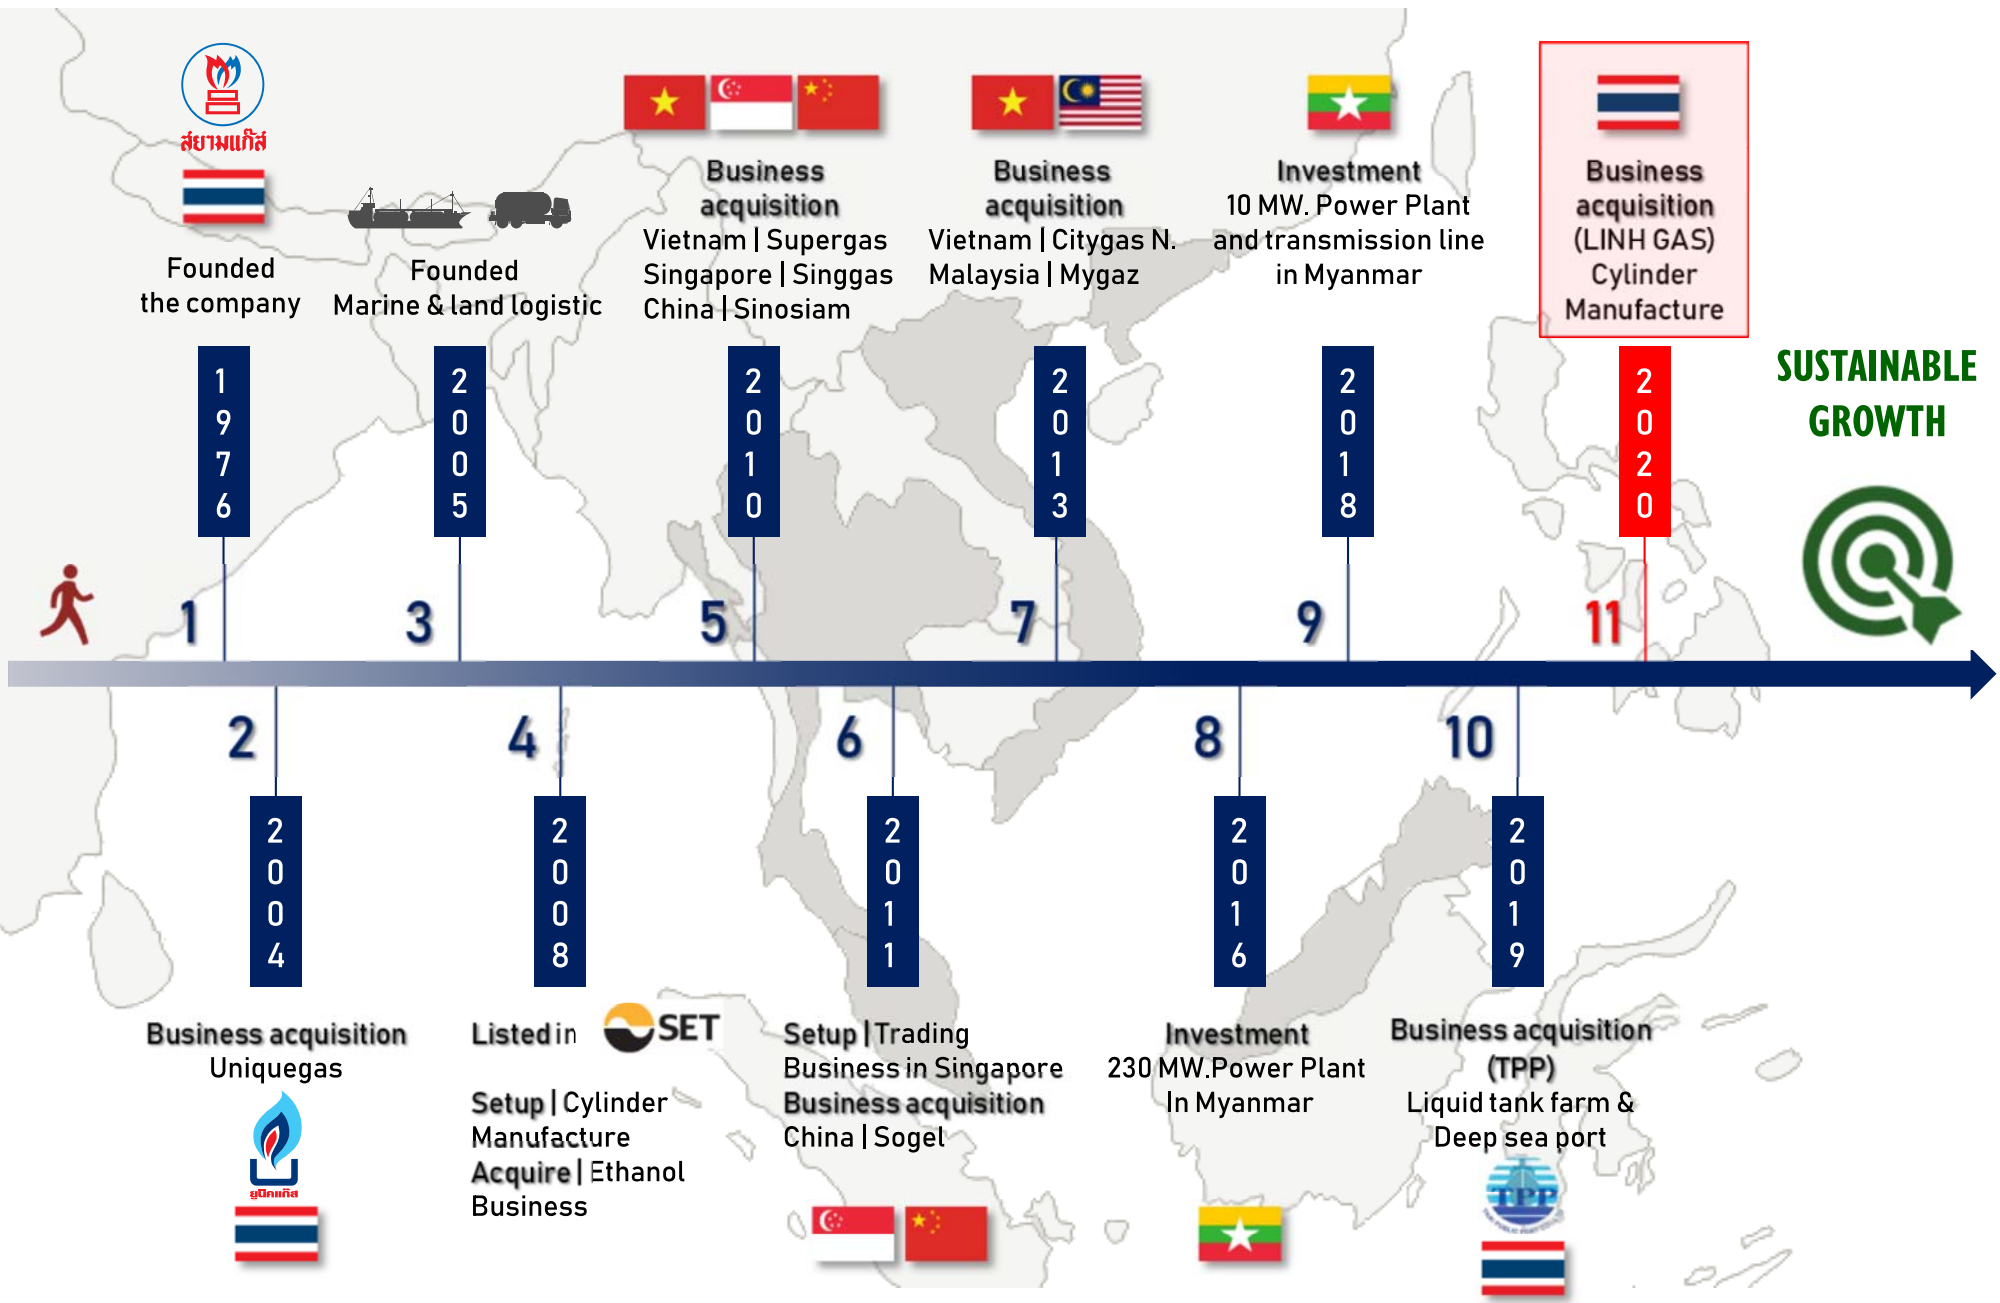 สยามแก๊ส
Founded
the company
1976
1
Business acquisition
Uniquegas
ยูนิคแก๊ส
2004
2
Founded
Marine & land logistic
2005
3
Listed in SET
Setup | Cylinder
Manufacture
Acquire | Ethanol
Business
2008
4
Business
acquisition
Vietnam | Supergas
Singapore | Singgas
China | Sinosiam
2010
5
Setup | Trading
Business in Singapore
Business acquisition
China | Sogel
2011
6
Business
acquisition
Vietnam | Citygas N.
Malaysia | Mygaz
2013
7
Investment
230 MW.Power Plant
In Myanmar
2016
8
Investment
10 MW. Power Plant
and transmission line
in Myanmar
2018
9
Business acquisition
(TPP)
Liquid tank farm &
Deep sea port
TPP
2019
10
Business
acquisition
(LINH GAS)
Cylinder
Manufacture
2020
11
SUSTAINABLE
GROWTH